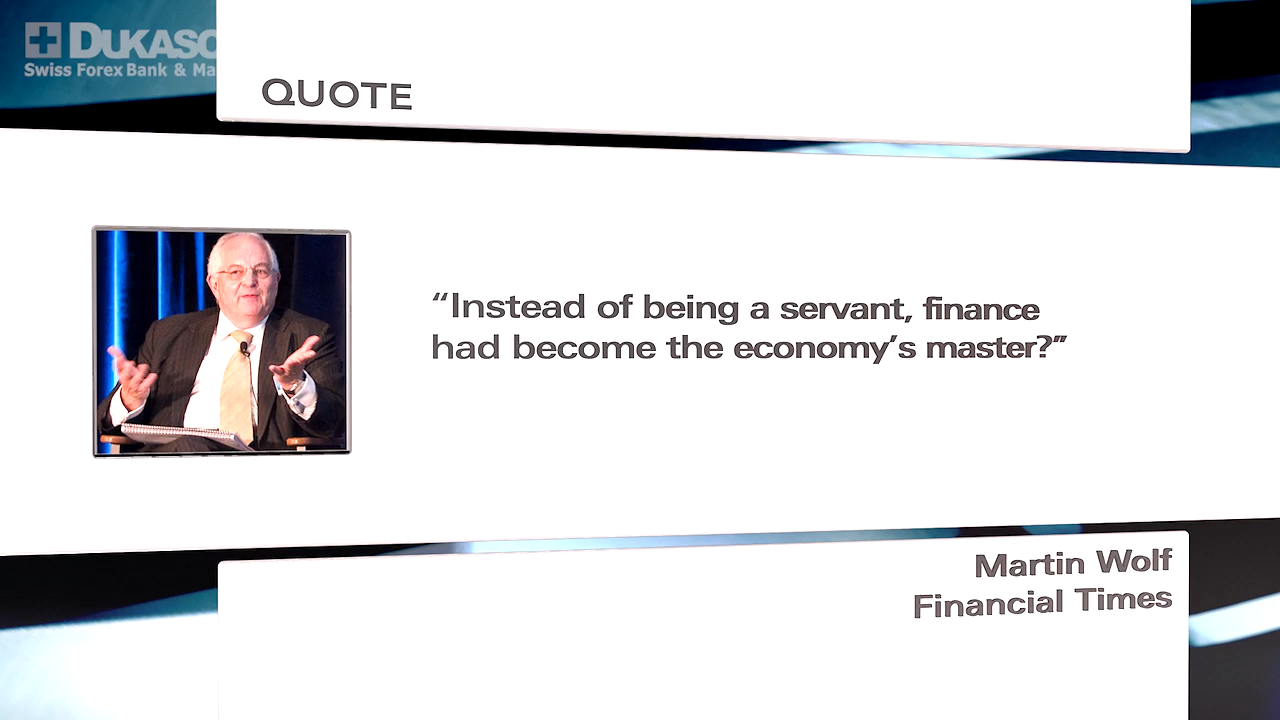 DUKASC
Swiss Forex Bank & Ma
QUOTE
“Instead of being a servant, finance
had become the economy’s master?”
Martin Wolf
Financial Times